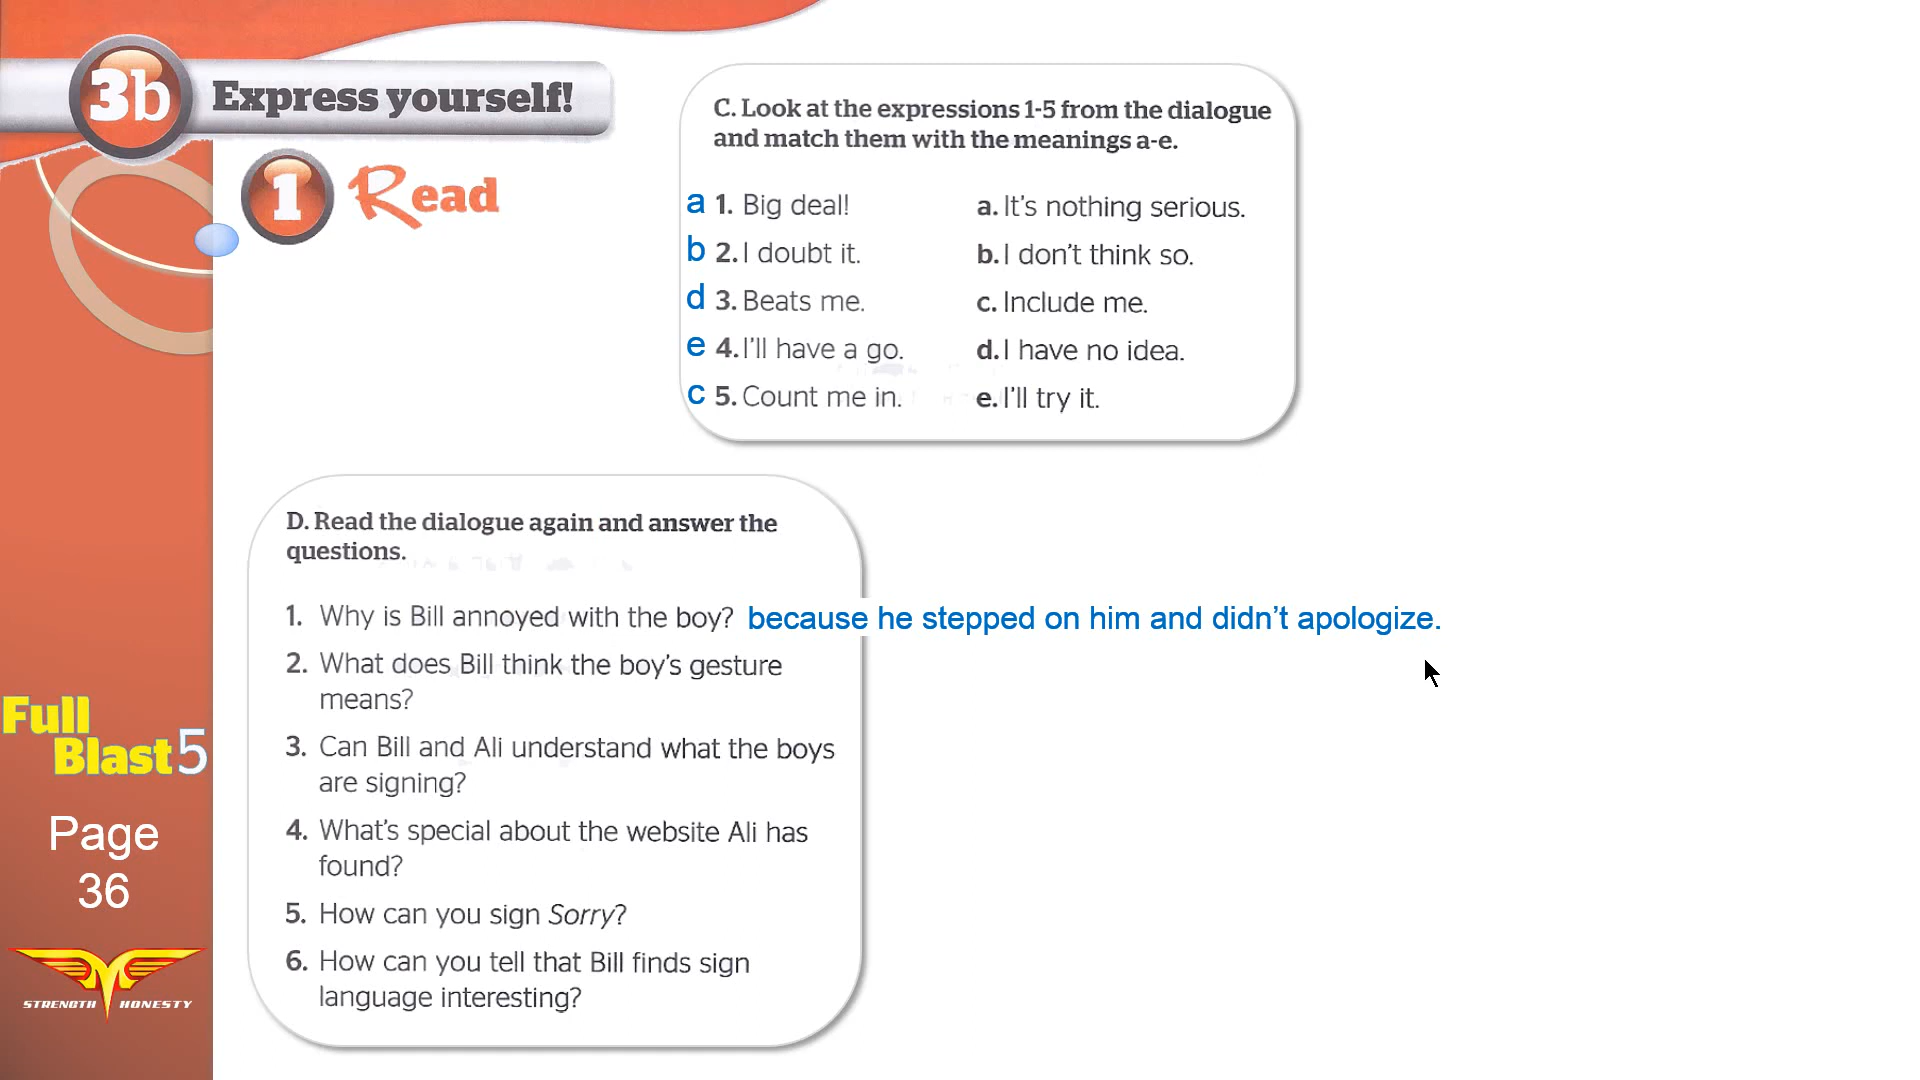 3b Express yourself!
1 Read
C. Look at the expressions 1-5 from the dialogue
and match them with the meanings a-e.
a 1. Big deal! a. It's nothing serious.
b 2. I doubt it. b. I don't think so.
d 3. Beats me. c. Include me.
e 4. I'll have a go. d. I have no idea.
c 5. Count me in. e. I'll try it.
D. Read the dialogue again and answer the
questions.
1. Why is Bill annoyed with the boy? because he stepped on him and didn't apologize.
2. What does Bill think the boy's gesture
means?
3. Can Bill and Ali understand what the boys
are signing?
4. What's special about the website Ali has
found?
5. How can you sign Sorry?
6. How can you tell that Bill finds sign
language interesting?
Full
Blast 5
Page
36
STRENGTH HONESTY